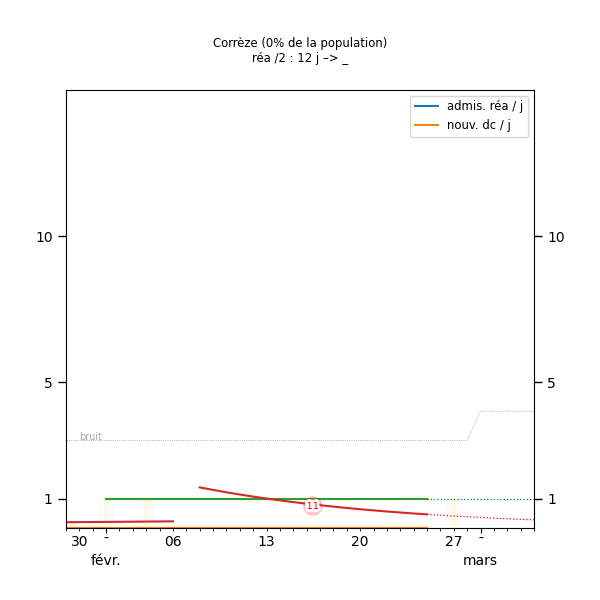 Corrèze (0% de la population)
réa /2 : 12 j –> _
admis. réa / j
nouv. dc / j
10 10
5 5
bruit
1 1
11
30 - 06 13 20 27 -
févr. mars